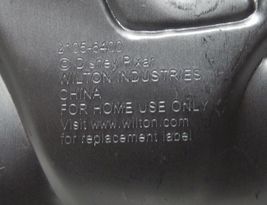 2105-6400
© Disney Pixar
WILTON INDUSTRIES
CHINA
FOR HOME USE ONLY
Visit www.wilton.com
for replacement label